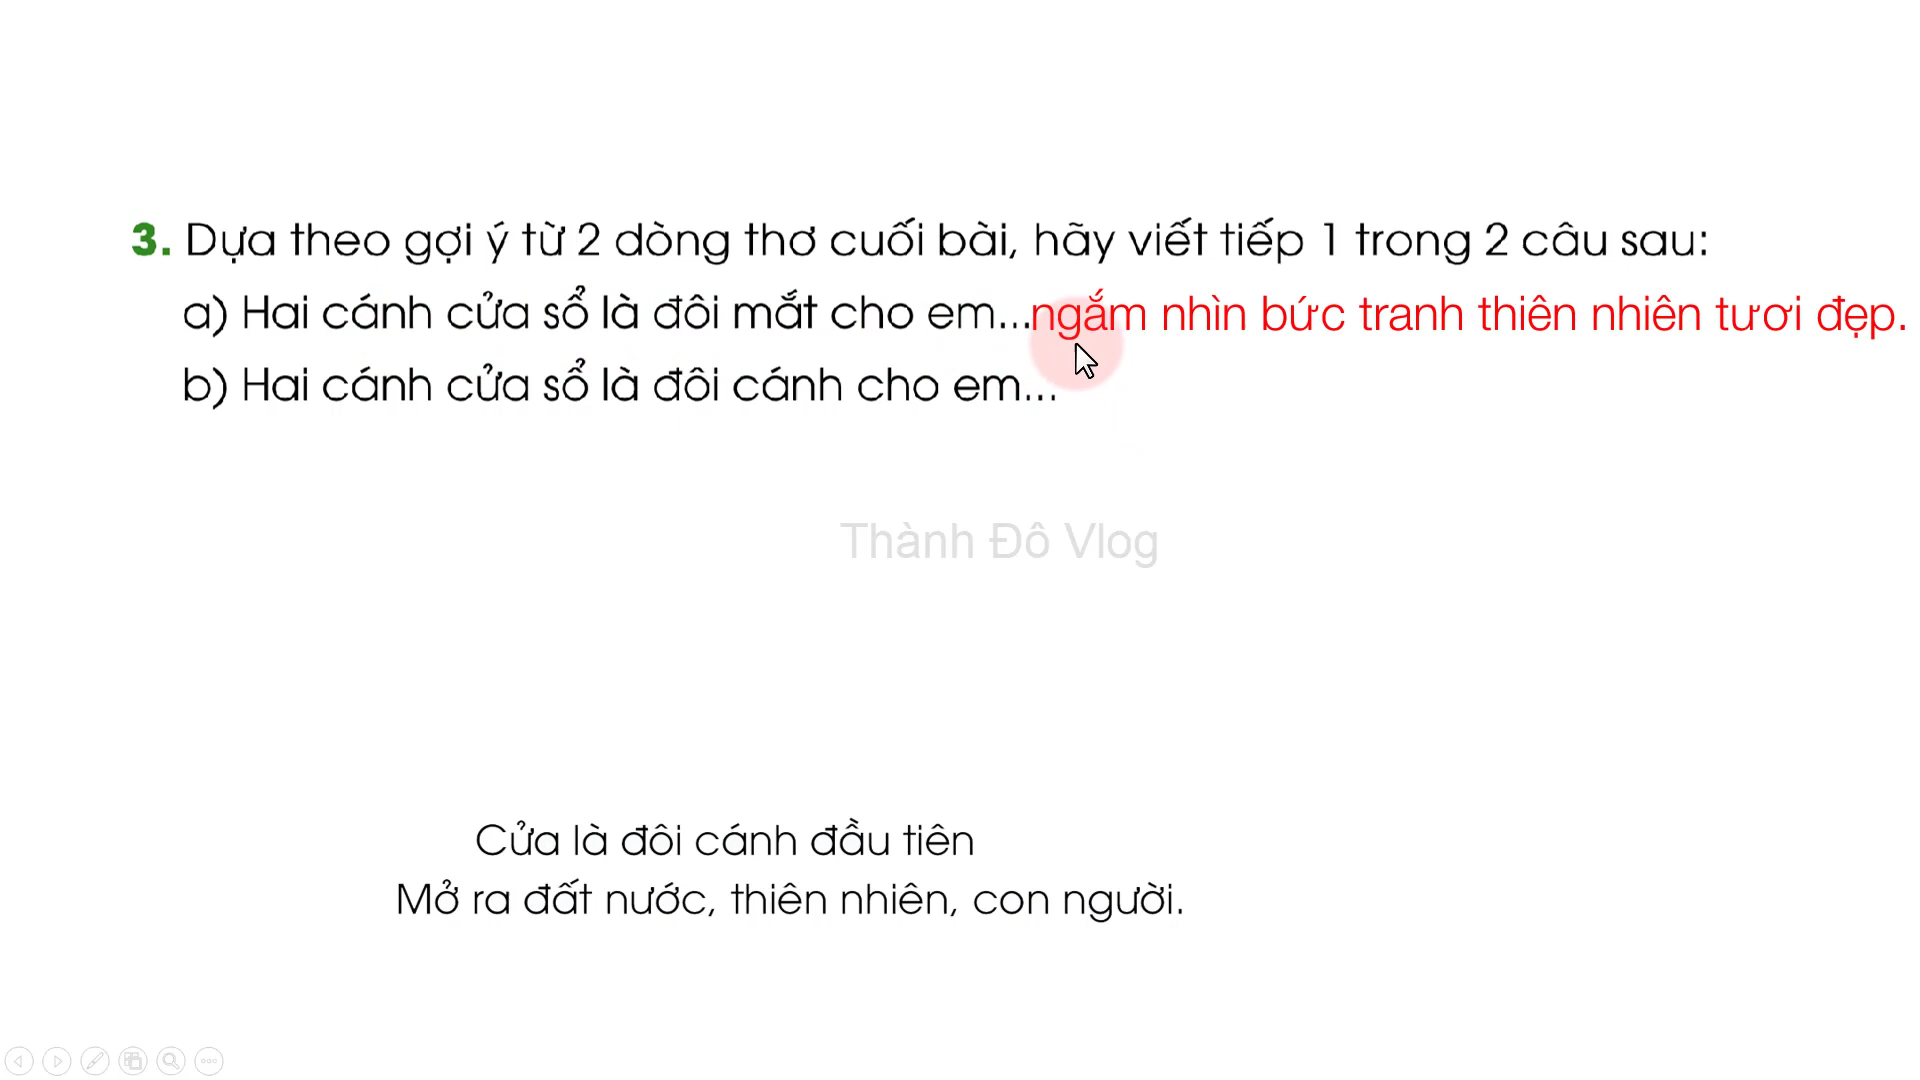 3. Dựa theo gợi ý từ 2 dòng thơ cuối bài, hãy viết tiếp 1 trong 2 câu sau:
a) Hai cánh cửa sổ là đôi mắt cho em...ngắm nhìn bức tranh thiên nhiên tươi đẹp.
b) Hai cánh cửa sổ là đôi cánh cho em...
Thành Đô Vlog
Cửa là đôi cánh đầu tiên
Mở ra đất nước, thiên nhiên, con người.